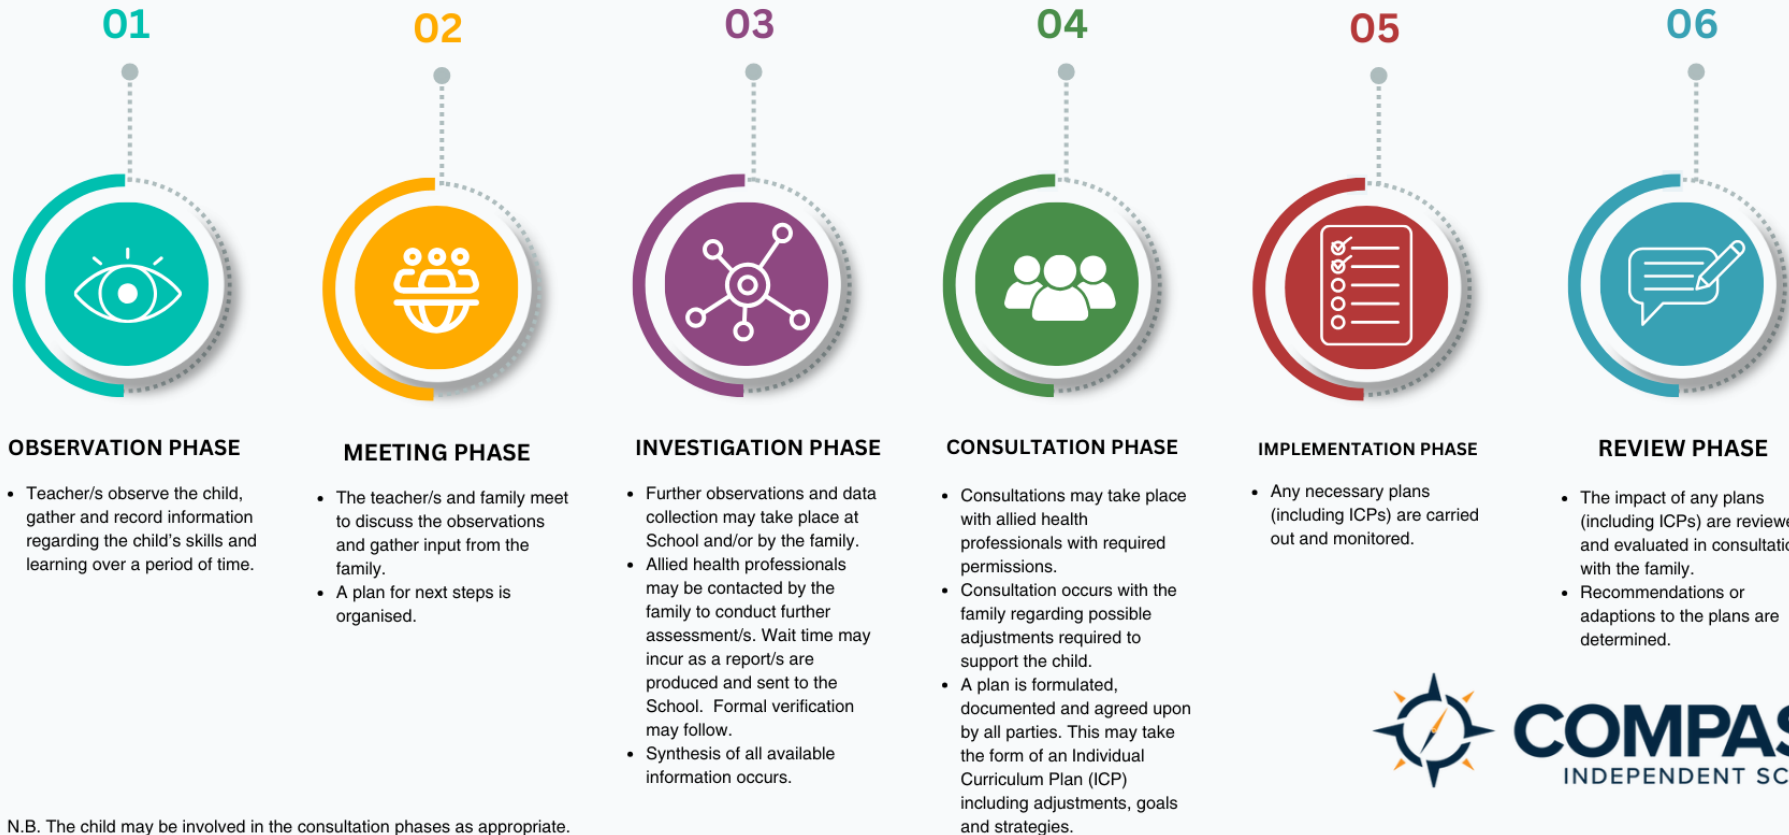 01
OBSERVATION PHASE
• Teacher/s observe the child,
gather and record information
regarding the child's skills and
learning over a period of time.
02
MEETING PHASE
• The teacher/s and family meet
to discuss the observations
and gather input from the
family.
• A plan for next steps is
organised.
03
INVESTIGATION PHASE
• Further observations and data
collection may take place at
School and/or by the family.
• Allied health professionals
may be contacted by the
family to conduct further
assessment/s. Wait time may
incur as a report/s are
produced and sent to the
School.  Formal verification
may follow.
• Synthesis of all available
information occurs.
04
CONSULTATION PHASE
• Consultations may take place
with allied health
professionals with required
permissions.
• Consultation occurs with the
family regarding possible
adjustments required to
support the child.
• A plan is formulated,
documented and agreed upon
by all parties. This may take
the form of an Individual
Curriculum Plan (ICP)
including adjustments, goals
and strategies.
05
IMPLEMENTATION PHASE
• Any necessary plans
(including ICPs) are carried
out and monitored.
06
REVIEW PHASE
• The impact of any plans
(including ICPs) are reviewe
and evaluated in consultatio
with the family.
• Recommendations or
adaptions to the plans are
determined.
COMPAS
INDEPENDENT SC
N.B. The child may be involved in the consultation phases as appropriate.